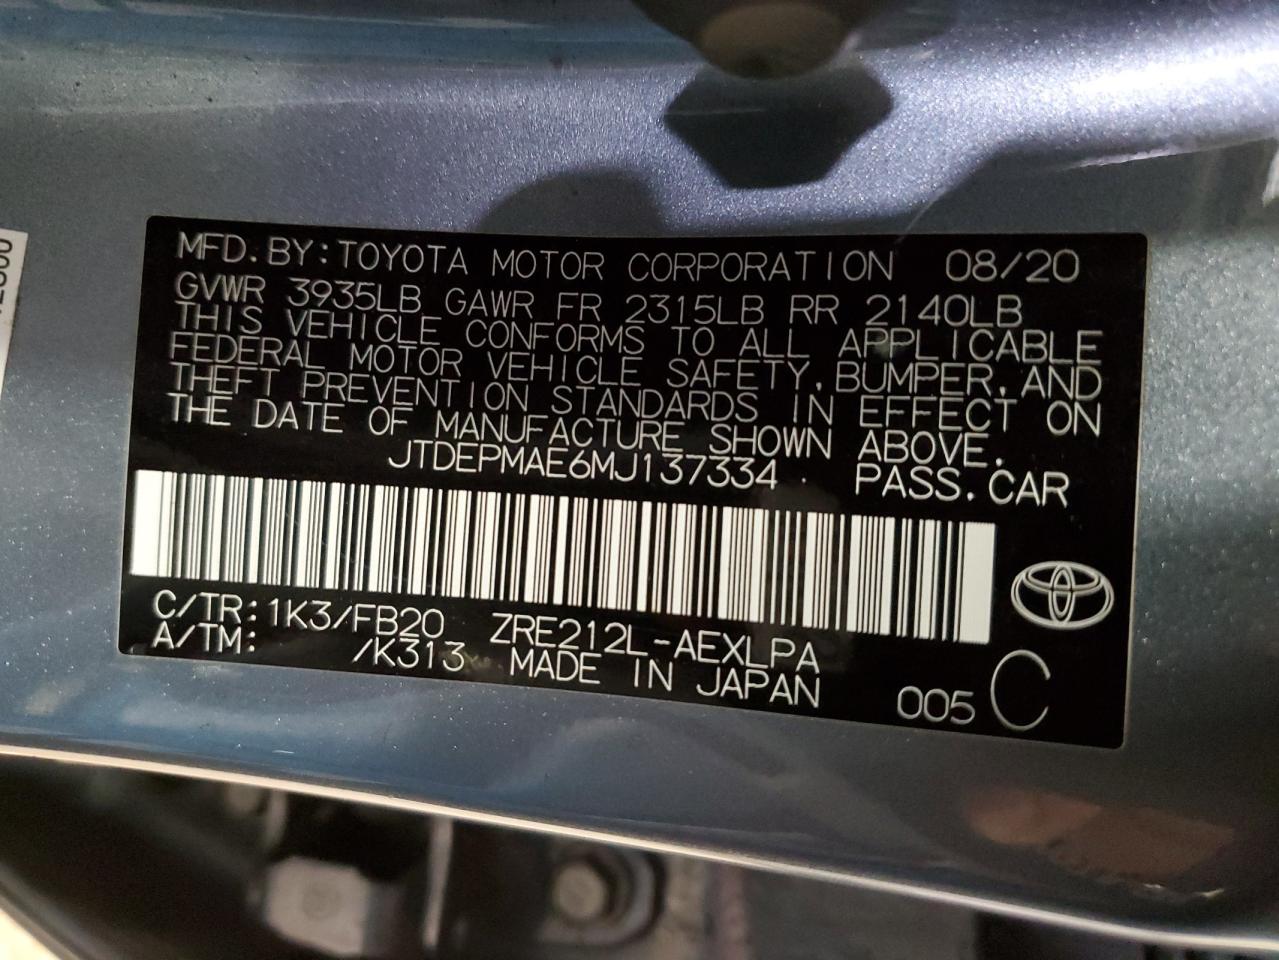 MFD. BY: TOYOTA MOTOR CORPORATION 08/20
GVWR 3935LB GAWR FR 2315LB RR 2140LB
THIS VEHICLE CONFORMS TO ALL APPLICABLE
FEDERAL MOTOR VEHICLE SAFETY, BUMPER, AND
THEFT PREVENTION STANDARDS IN EFFECT ON
THE DATE OF MANUFACTURE SHOWN ABOVE.
JTDEPMAE6MJ137334 · PASS. CAR
C/TR: 1K3/FB20 ZRE212L-AEXLPA
A/TM: /K313 MADE IN JAPAN 005 C